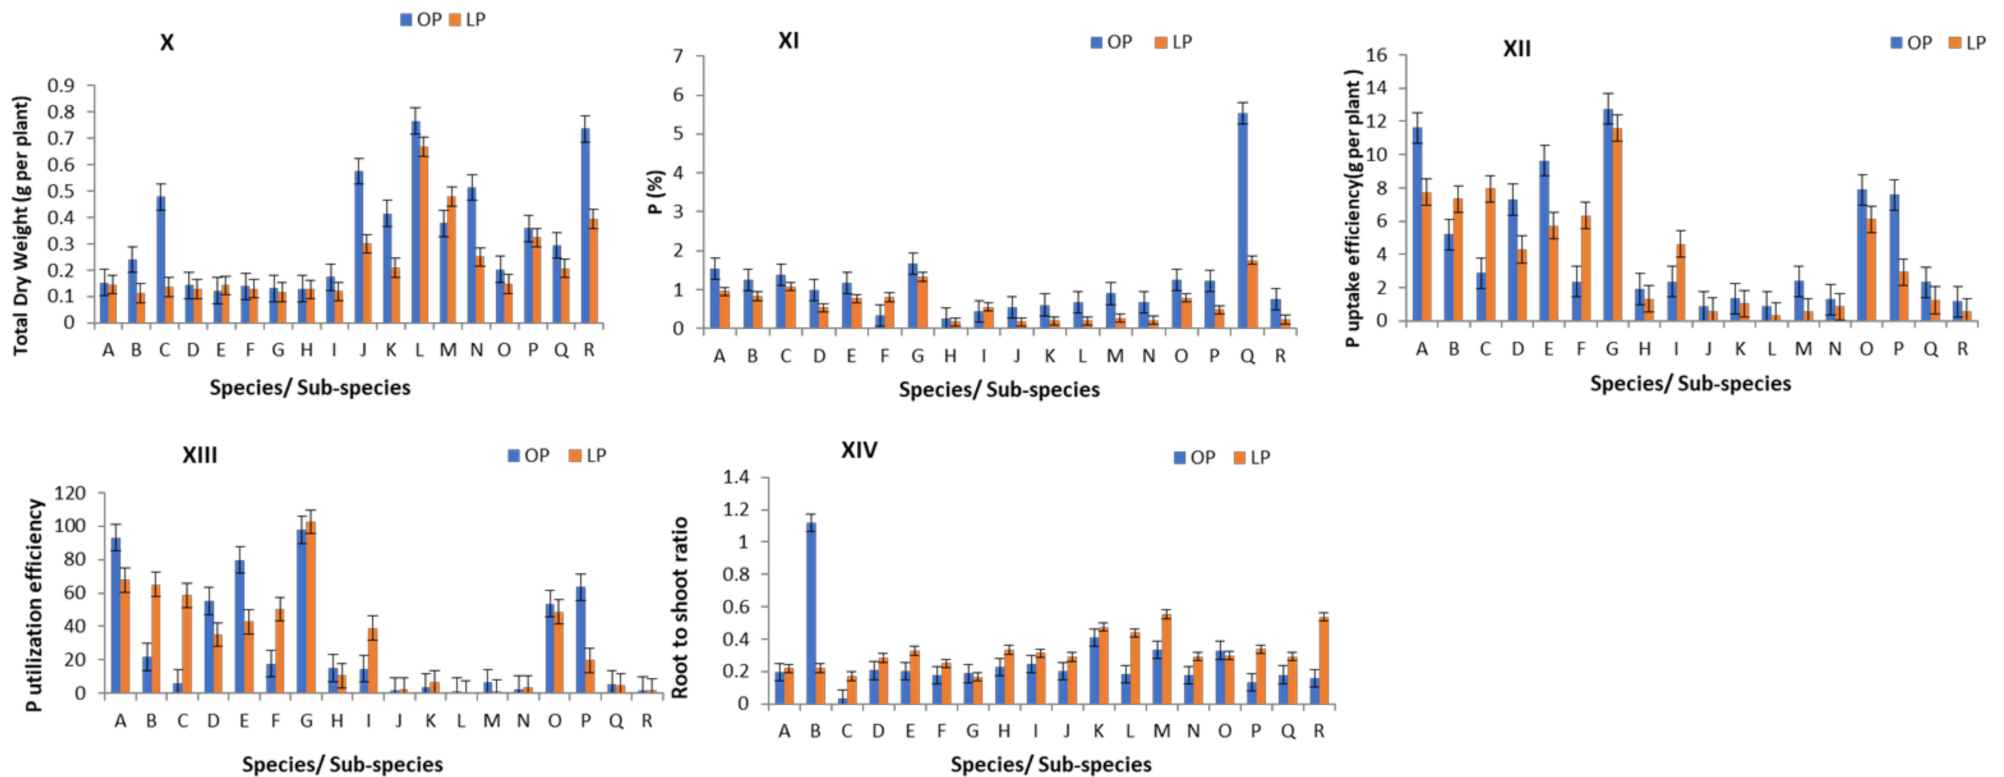 X
OP LP
Total Dry Weight (g per plant)
0.9
0.8
0.7
0.6
0.5
0.4
0.3
0.2
0.1
0
A B C D E F G H I J K L M N O P Q R
Species/ Sub-species
XI
OP LP
P (%)
7
6
5
4
3
2
1
0
A B C D E F G H I J K L M N O P Q R
Species/ Sub-species
XII
OP LP
P uptake efficiency(g per plant )
16
14
12
10
8
6
4
2
0
A B C D E F G H I J K L M N O P Q R
Species/ Sub-species
XIII
OP LP
P utilization efficiency
120
100
80
60
40
20
0
A B C D E F G H I J K L M N O P Q R
Species/ Sub-species
XIV
OP LP
Root to shoot ratio
1.4
1.2
1
0.8
0.6
0.4
0.2
0
A B C D E F G H I J K L M N O P Q R
Species/ Sub-species